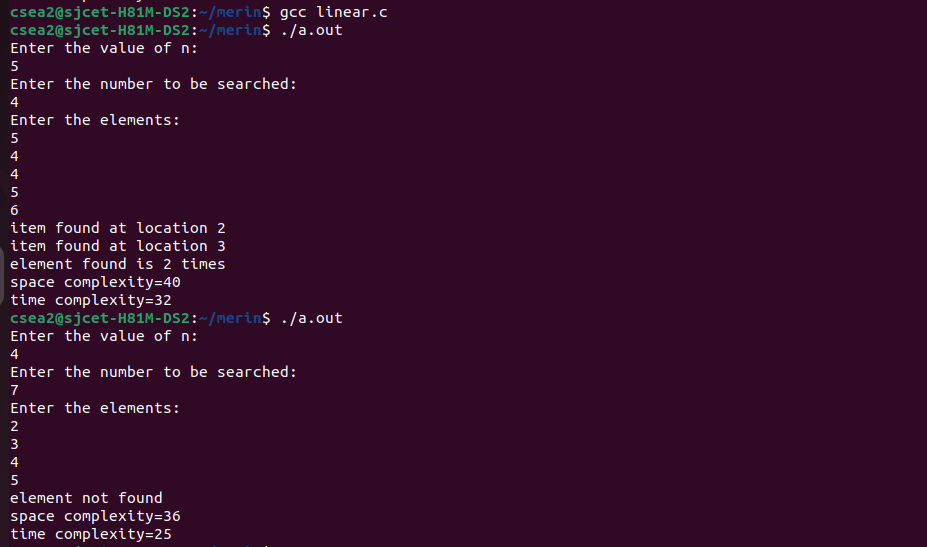 csea2@sjcet-H81M-DS2:~/merin$ gcc linear.c
csea2@sjcet-H81M-DS2:~/merin$ ./a.out
Enter the value of n:
5
Enter the number to be searched:
4
Enter the elements:
5
4
4
5
6
item found at location 2
item found at location 3
element found is 2 times
space complexity=40
time complexity=32
csea2@sjcet-H81M-DS2:~/merin$ ./a.out
Enter the value of n:
4
Enter the number to be searched:
7
Enter the elements:
2
3
4
5
element not found
space complexity=36
time complexity=25